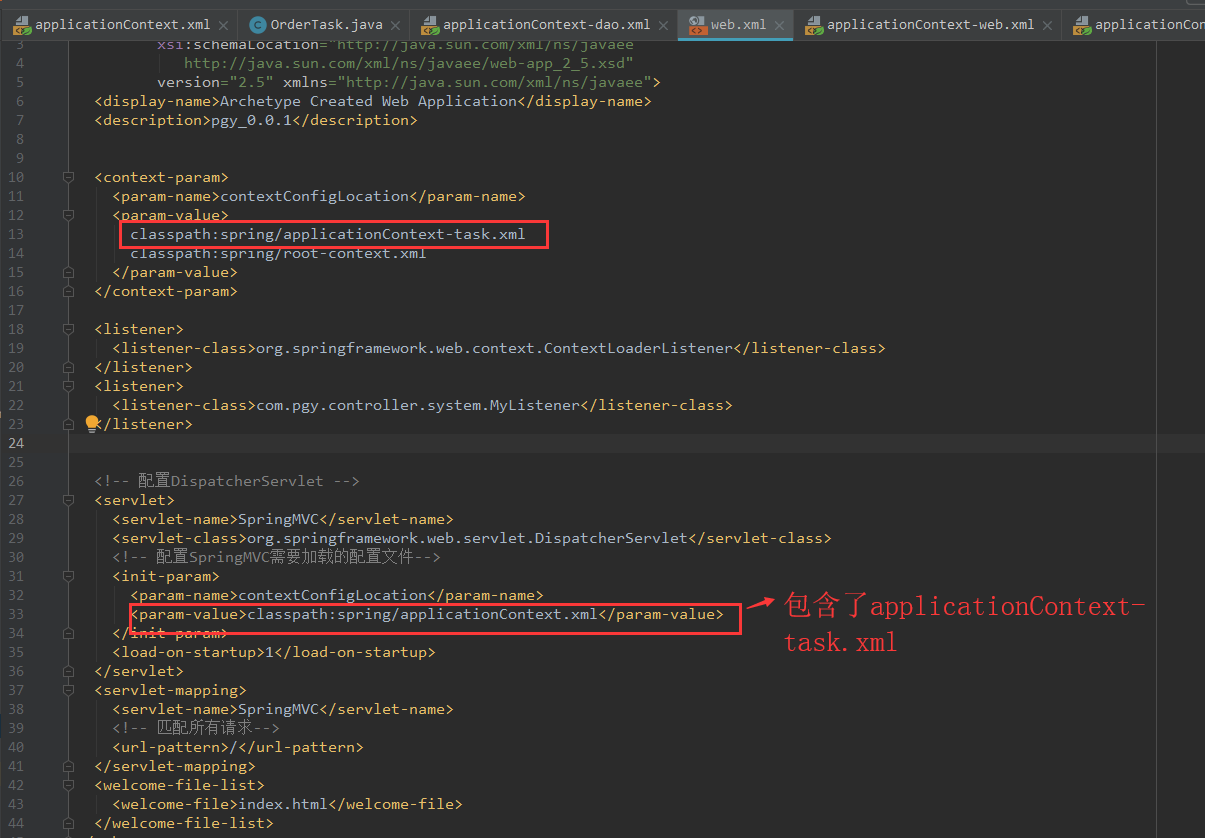 applicationContext.xml OrderTask.java applicationContext-dao.xml web.xml applicationContext-web.xml applicationCon
3 xsi:schemaLocation="http://java.sun.com/xml/ns/javaee
4 http://java.sun.com/xml/ns/javaee/web-app_2_5.xsd"
5 version="2.5" xmlns="http://java.sun.com/xml/ns/javaee">
6 <display-name>Archetype Created Web Application</display-name>
7 <description>pgy_0.0.1</description>
8
9
10 <context-param>
11 <param-name>contextConfigLocation</param-name>
12 <param-value>
13 classpath:spring/applicationContext-task.xml
14 classpath:spring/root-context.xml
15 </param-value>
16 </context-param>
17
18 <listener>
19 <listener-class>org.springframework.web.context.ContextLoaderListener</listener-class>
20 </listener>
21 <listener>
22 <listener-class>com.pgy.controller.system.MyListener</listener-class>
23 </listener>
24
25
26 <!-- 配置DispatcherServlet -->
27 <servlet>
28 <servlet-name>SpringMVC</servlet-name>
29 <servlet-class>org.springframework.web.servlet.DispatcherServlet</servlet-class>
30 <!-- 配置SpringMVC需要加载的配置文件-->
31 <init-param>
32 <param-name>contextConfigLocation</param-name>
33 <param-value>classpath:spring/applicationContext.xml</param-value>
包含了applicationContext-
task.xml
34 </init-param>
35 <load-on-startup>1</load-on-startup>
36 </servlet>
37 <servlet-mapping>
38 <servlet-name>SpringMVC</servlet-name>
39 <!-- 匹配所有请求-->
40 <url-pattern>/</url-pattern>
41 </servlet-mapping>
42 <welcome-file-list>
43 <welcome-file>index.html</welcome-file>
44 </welcome-file-list>